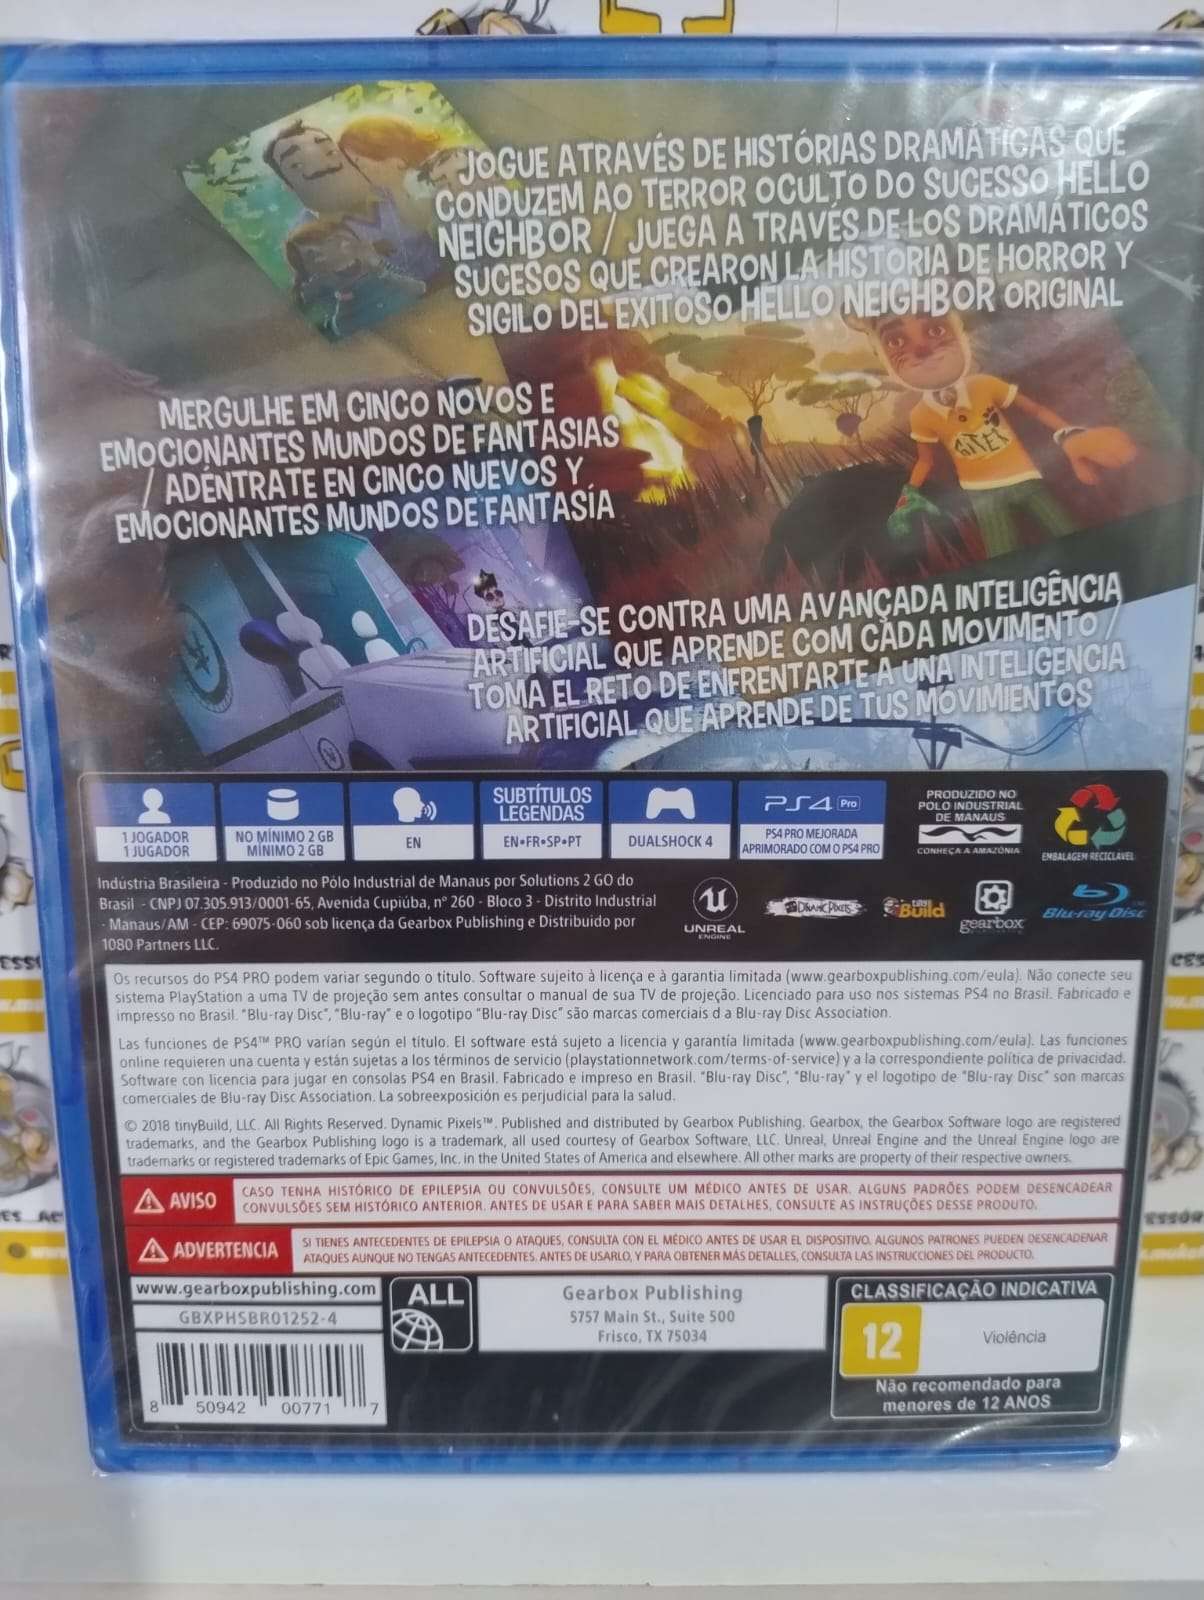 JOGUE ATRAVÉS DE HISTÓRIAS DRAMÁTICAS QUE
CONDUZEM AO TERROR OCULTO DO SUCESSO HELLO
NEIGHBOR / JUEGA A TRAVÉS DE LOS DRAMÁTICOS
SUCESOS QUE CREARON LA HISTORIA DE HORROR Y
SIGILO DEL EXITOSO HELLO NEIGHBOR ORIGINAL
MERGULHE EM CINCO NOVOS E
EMOCIONANTES MUNDOS DE FANTASIAS
/ ADÉNTRATE EN CINCO NUEVOS Y
EMOCIONANTES MUNDOS DE FANTASÍA
DESAFIE-SE CONTRA UMA AVANÇADA INTELIGÊNCIA
ARTIFICIAL QUE APRENDE COM CADA MOVIMENTO /
TOMA EL RETO DE ENFRENTARTE A UNA INTELIGENCIA
ARTIFICIAL QUE APRENDE DE TUS MOVIMIENTOS
1 JOGADOR
1 JUGADOR
NO MÍNIMO 2 GB
MÍNIMO 2 GB
EN
SUBTÍTULOS
LEGENDAS
EN•FR•SP•PT
DUALSHOCK 4
PS4 Pro
PS4 PRO MEJORADA
APRIMORADO COM O PS4 PRO
PRODUZIDO NO
PÓLO INDUSTRIAL
DE MANAUS
CONHEÇA A AMAZÔNIA
EMBALAGEM RECICLÁVEL
Indústria Brasileira - Produzido no Pólo Industrial de Manaus por Solutions 2 GO do
Brasil - CNPJ 07.305.913/0001-65, Avenida Cupiúba, n° 260 - Bloco 3 - Distrito Industrial
- Manaus/AM - CEP: 69075-060 sob licença da Gearbox Publishing e Distribuído por
1080 Partners LLC.
UNREAL
ENGINE
DYNAMIC PIXELS
tiny
Build
gearbox
PUBLISHING
Blu-ray Disc
Os recursos do PS4 PRO podem variar segundo o título. Software sujeito à licença e à garantia limitada (www.gearboxpublishing.com/eula). Não conecte seu
sistema PlayStation a uma TV de projeção sem antes consultar o manual de sua TV de projeção. Licenciado para uso nos sistemas PS4 no Brasil. Fabricado e
impresso no Brasil. "Blu-ray Disc", "Blu-ray" e o logotipo "Blu-ray Disc" são marcas comerciais d a Blu-ray Disc Association.
Las funciones de PS4™ PRO varían según el título. El software está sujeto a licencia y garantía limitada (www.gearboxpublishing.com/eula). Las funciones
online requieren una cuenta y están sujetas a los términos de servicio (playstationnetwork.com/terms-of-service) y a la correspondiente política de privacidad.
Software con licencia para jugar en consolas PS4 en Brasil. Fabricado e impreso en Brasil. "Blu-ray Disc", "Blu-ray" y el logotipo de "Blu-ray Disc" son marcas
comerciales de Blu-ray Disc Association. La sobreexposición es perjudicial para la salud.
© 2018 tinyBuild, LLC. All Rights Reserved. Dynamic Pixels™. Published and distributed by Gearbox Publishing. Gearbox, the Gearbox Software logo are registered
trademarks, and the Gearbox Publishing logo is a trademark, all used courtesy of Gearbox Software, LLC. Unreal, Unreal Engine and the Unreal Engine logo are
trademarks or registered trademarks of Epic Games, Inc. in the United States of America and elsewhere. All other marks are property of their respective owners.
AVISO
CASO TENHA HISTÓRICO DE EPILEPSIA OU CONVULSÕES, CONSULTE UM MÉDICO ANTES DE USAR. ALGUNS PADRÕES PODEM DESENCADEAR
CONVULSÕES SEM HISTÓRICO ANTERIOR. ANTES DE USAR E PARA SABER MAIS DETALHES, CONSULTE AS INSTRUÇÕES DESSE PRODUTO.
ADVERTENCIA
SI TIENES ANTECEDENTES DE EPILEPSIA O ATAQUES, CONSULTA CON EL MÉDICO ANTES DE USAR EL DISPOSITIVO. ALGUNOS PATRONES PUEDEN DESENCADENAR
ATAQUES AUNQUE NO TENGAS ANTECEDENTES. ANTES DE USARLO, Y PARA OBTENER MÁS DETALLES, CONSULTA LAS INSTRUCCIONES DEL PRODUCTO.
www.gearboxpublishing.com
GBXPHSBR01252-4
8 50942 00771 7
ALL
Gearbox Publishing
5757 Main St., Suite 500
Frisco, TX 75034
CLASSIFICAÇÃO INDICATIVA
12
Violência
Não recomendado para
menores de 12 ANOS